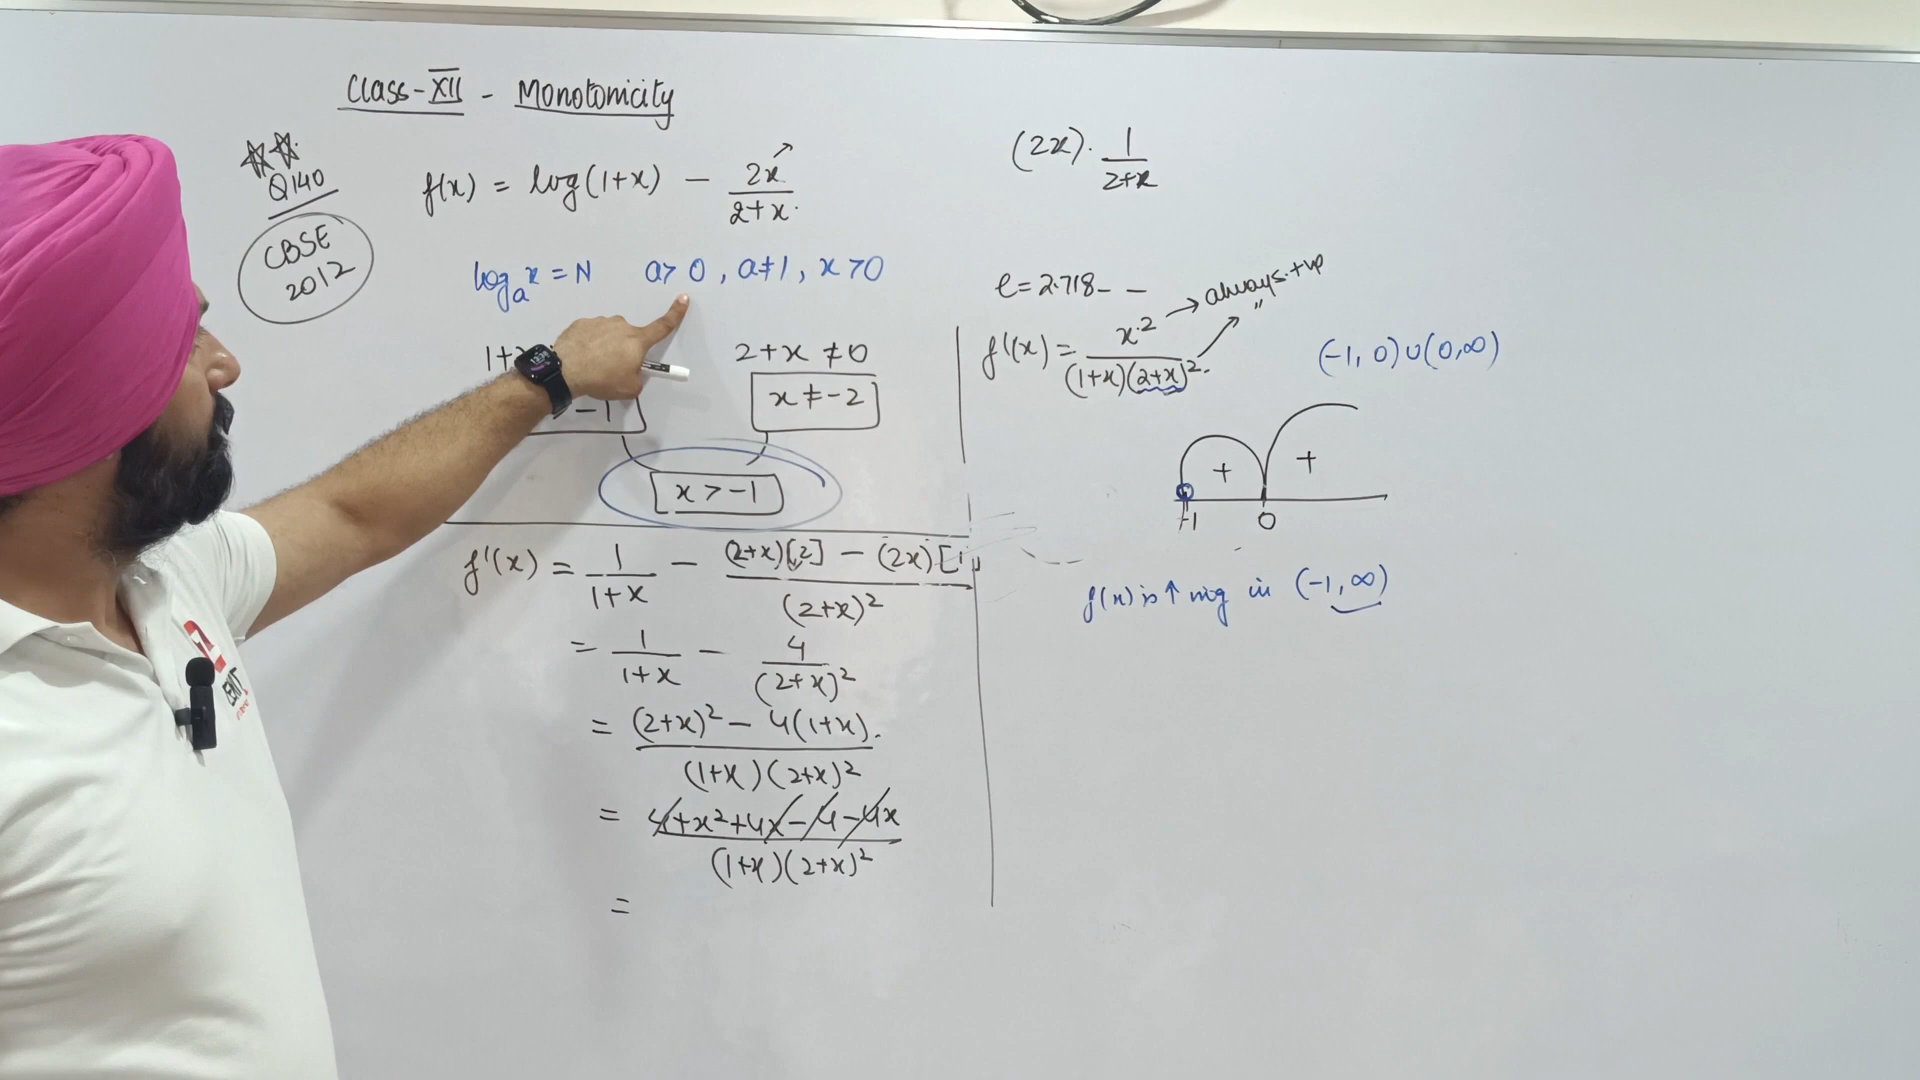 Class-XII - Monotonicity
Q140
CBSE
2012
f(x) = log(1+x) - 2x/(2+x)
logₐx = N a>0, a≠1, x>0
2+x ≠0
x ≠-2
-1
x > -1
f'(x) = 1/(1+x) - ((2+x)[2] - (2x)[1])/(2+x)²
= 1/(1+x) - 4/(2+x)²
= ((2+x)² - 4(1+x))/((1+x)(2+x)²)
= (4+x²+4x-4-4x)/((1+x)(2+x)²)
=
(2x)·1/(2+x)
e=2.718--
always +ve
"
f'(x)= x²/((1+x)(2+x)²)
(-1, 0)∪(0,∞)
+ +
-1 0
f(x) is ↑ing in (-1, ∞)